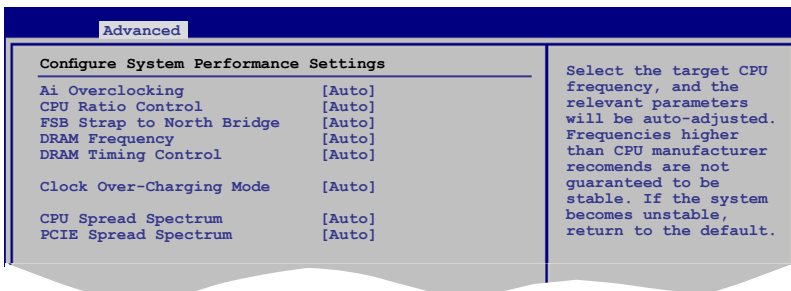 Advanced
Configure System Performance Settings
Ai Overclocking [Auto]
CPU Ratio Control [Auto]
FSB Strap to North Bridge [Auto]
DRAM Frequency [Auto]
DRAM Timing Control [Auto]
Clock Over-Charging Mode [Auto]
CPU Spread Spectrum [Auto]
PCIE Spread Spectrum [Auto]
Select the target CPU
frequency, and the
relevant parameters
will be auto-adjusted.
Frequencies higher
than CPU manufacturer
recomends are not
guaranteed to be
stable. If the system
becomes unstable,
return to the default.